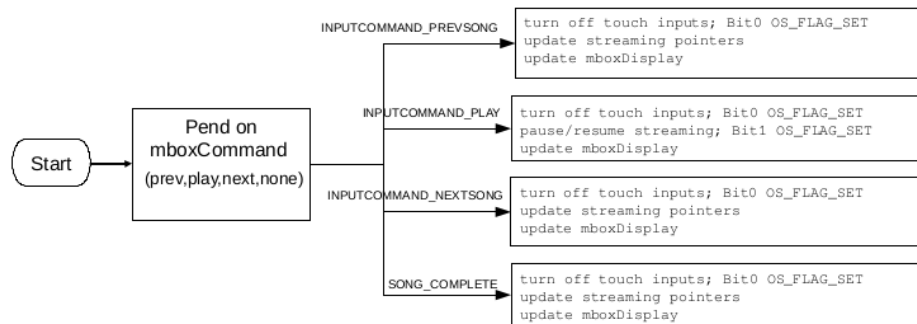 Start
Pend on
mboxCommand
(prev,play,next,none)
INPUTCOMMAND_PREVSONG
turn off touch inputs; Bit0 OS_FLAG_SET
update streaming pointers
update mboxDisplay
INPUTCOMMAND_PLAY
turn off touch inputs; Bit0 OS_FLAG_SET
pause/resume streaming; Bit1 OS_FLAG_SET
update mboxDisplay
INPUTCOMMAND_NEXTSONG
turn off touch inputs; Bit0 OS_FLAG_SET
update streaming pointers
update mboxDisplay
SONG_COMPLETE
turn off touch inputs; Bit0 OS_FLAG_SET
update streaming pointers
update mboxDisplay